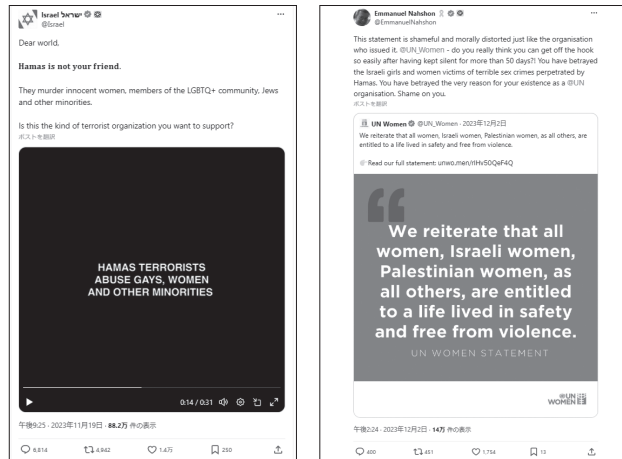 Israel ישראל
@Israel
Dear world,
Hamas is not your friend.
They murder innocent women, members of the LGBTQ+ community, Jews
and other minorities.
Is this the kind of terrorist organization you want to support?
ポストを翻訳
HAMAS TERRORISTS
ABUSE GAYS, WOMEN
AND OTHER MINORITIES
0:14 / 0:31
午後9:25 · 2023年11月19日 · 88.2万 件の表示
6,814 4,942 1.4万 250
Emmanuel Nahshon
@EmmanuelNahshon
This statement is shameful and morally distorted just like the organisation
who issued it. @UN_Women - do you really think you can get off the hook
so easily after having kept silent for more than 50 days?! You have betrayed
the Israeli girls and women victims of terrible sex crimes perpetrated by
Hamas. You have betrayed the very reason for your existence as a @UN
organisation. Shame on you.
ポストを翻訳
UN Women @UN_Women · 2023年12月2日
We reiterate that all women, Israeli women, Palestinian women, as all others, are
entitled to a life lived in safety and free from violence.
Read our full statement: unwo.men/rlHv50QeF4Q
We reiterate that all
women, Israeli women,
Palestinian women, as
all others, are entitled
to a life lived in safety
and free from violence.
UN WOMEN STATEMENT
UN
WOMEN
午後2:24 · 2023年12月2日 · 14万 件の表示
400 451 1,754 13